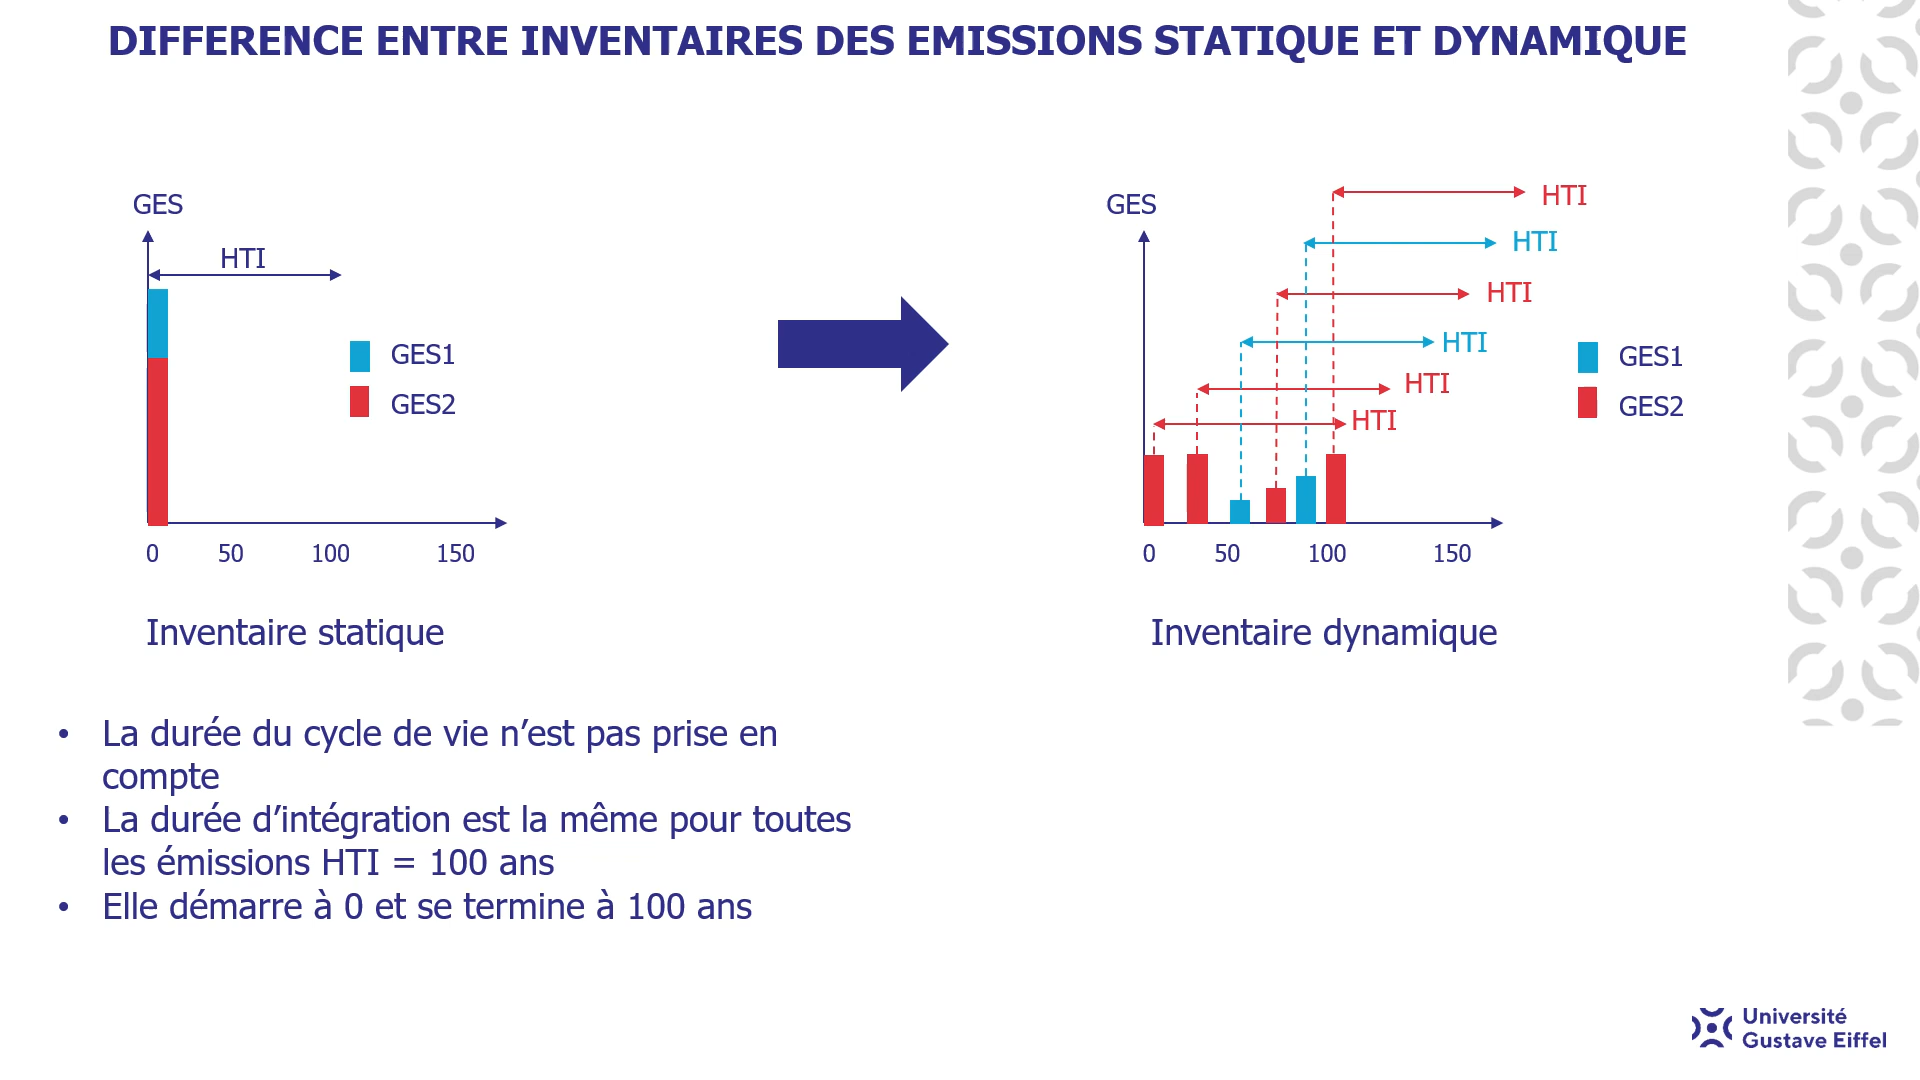 DIFFERENCE ENTRE INVENTAIRES DES EMISSIONS STATIQUE ET DYNAMIQUE
GES
HTI
GES1
GES2
0 50 100 150
Inventaire statique
GES
HTI
HTI
HTI
HTI
HTI
HTI
GES1
GES2
0 50 100 150
Inventaire dynamique
• La durée du cycle de vie n’est pas prise en
compte
• La durée d’intégration est la même pour toutes
les émissions HTI = 100 ans
• Elle démarre à 0 et se termine à 100 ans
Université
Gustave Eiffel